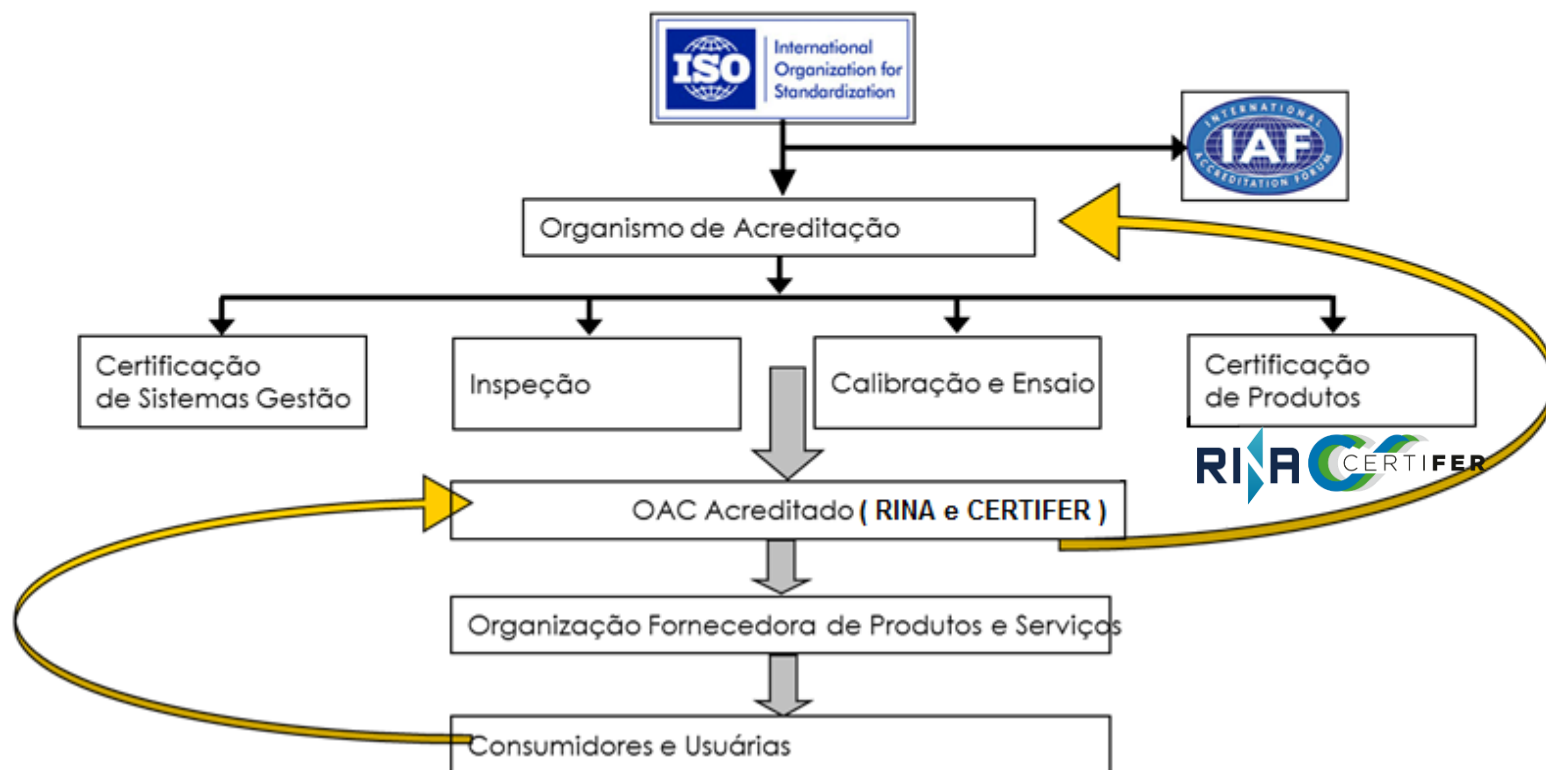 ISO
International
Organization for
Standardization
INTERNATIONAL
IAF
ACCREDITATION FORUM
Organismo de Acreditação
Certificação
de Sistemas Gestão
Inspeção
Calibração e Ensaio
Certificação
de Produtos
RINA CERTIFER
OAC Acreditado ( RINA e CERTIFER )
Organização Fornecedora de Produtos e Serviços
Consumidores e Usuárias